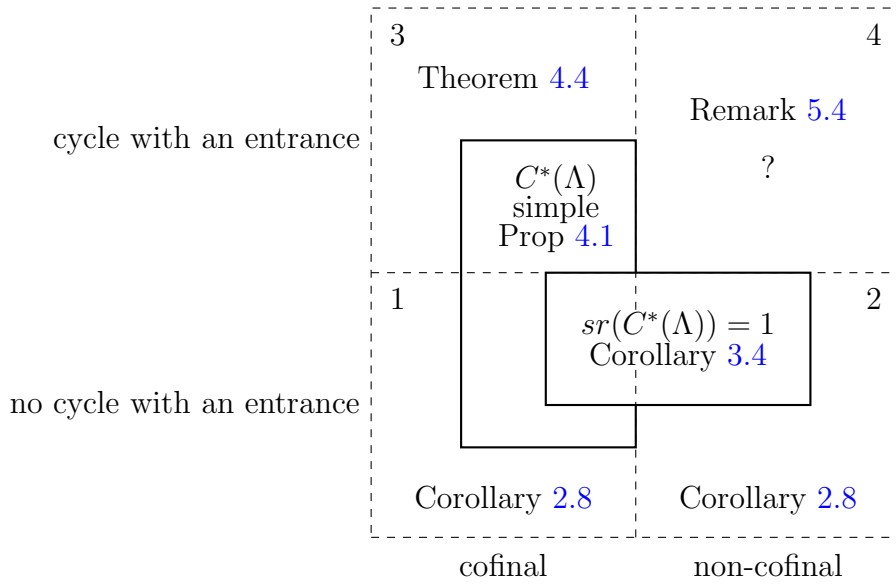 3
4
Theorem 4.4
Remark 5.4
cycle with an entrance
?
C*(Λ)
simple
Prop 4.1
1
2
sr(C*(Λ)) = 1
Corollary 3.4
no cycle with an entrance
Corollary 2.8
Corollary 2.8
cofinal
non-cofinal